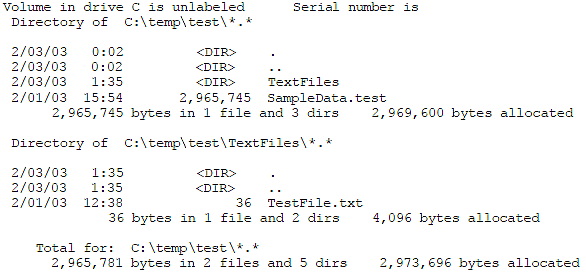 Volume in drive C is unlabeled      Serial number is
 Directory of  C:\temp\test\*.*

 2/03/03   0:02         <DIR>    .
 2/03/03   0:02         <DIR>    ..
 2/03/03   1:35         <DIR>    TextFiles
 2/01/03  15:54       2,965,745  SampleData.test
      2,965,745 bytes in 1 file and 3 dirs    2,969,600 bytes allocated

 Directory of  C:\temp\test\TextFiles\*.*

 2/03/03   1:35         <DIR>    .
 2/03/03   1:35         <DIR>    ..
 2/01/03  12:38              36  TestFile.txt
             36 bytes in 1 file and 2 dirs    4,096 bytes allocated

    Total for:  C:\temp\test\*.*
      2,965,781 bytes in 2 files and 5 dirs    2,973,696 bytes allocated